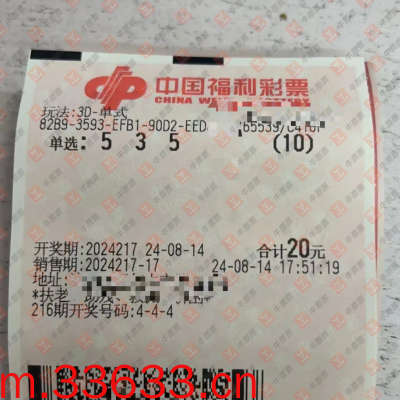 中国福利彩票
CHINA WE
玩法:3D-单式
82B9-3593-EFB1-90D2-EED
单选: 5 3 5 (10)
开奖期:2024217 24-08-14 合计20元
销售期:2024217-17 24-08-14 17:51:19
地址:
*扶老
216期开奖号码:4-4-4
m.33633.cn